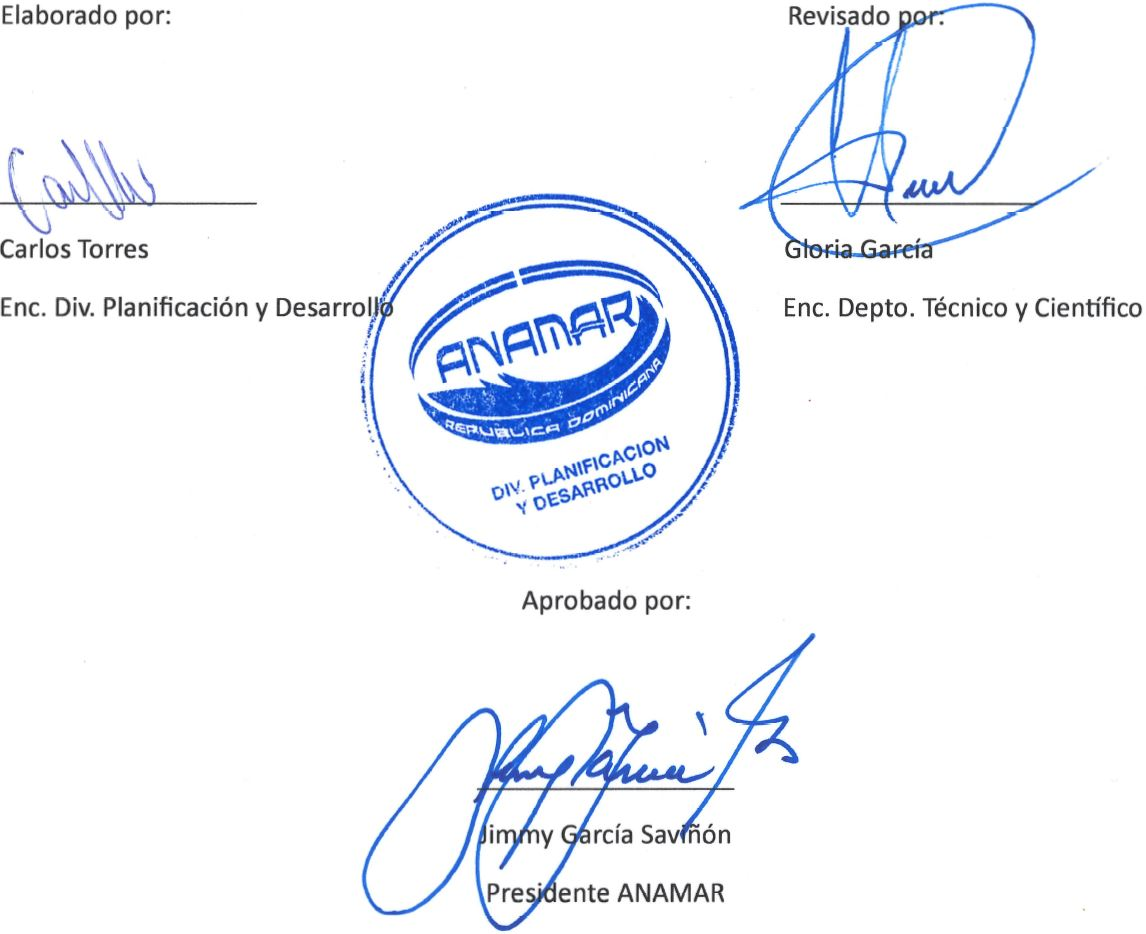 Elaborado por:
Revisado por:
Carlos Torres
Enc. Div. Planificación y Desarrollo
Gloria García
Enc. Depto. Técnico y Científico
ANAMAR
REPUBLICA DOMINICANA
DIV. PLANIFICACION
Y DESARROLLO
Aprobado por:
Jimmy García Saviñón
Presidente ANAMAR